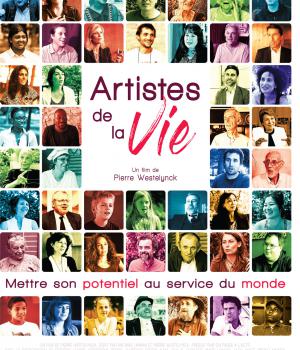 Artistes
de la Vie
Un film de
Pierre Westelynck
Mettre son potentiel au service du monde